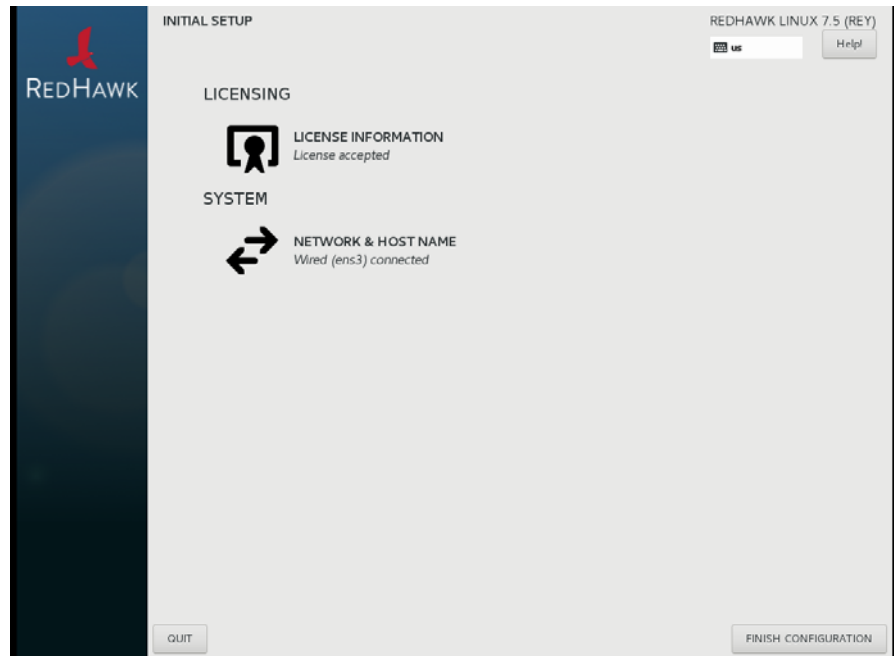 REDHAWK
INITIAL SETUP
REDHAWK LINUX 7.5 (REY)
us
Help!
LICENSING
LICENSE INFORMATION
License accepted
SYSTEM
NETWORK & HOST NAME
Wired (ens3) connected
QUIT
FINISH CONFIGURATION